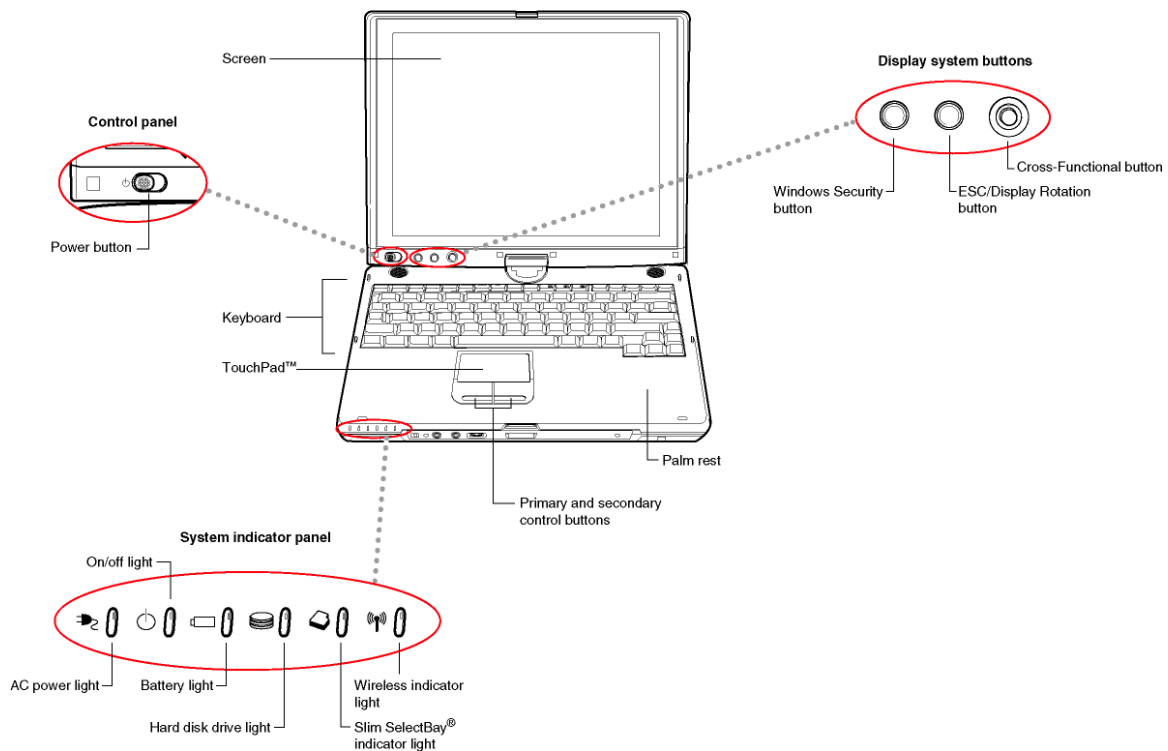 Screen
Display system buttons
Control panel
Cross-Functional button
Windows Security
button
ESC/Display Rotation
button
Power button
Keyboard
TouchPad™
Palm rest
Primary and secondary
control buttons
System indicator panel
On/off light
AC power light
Battery light
Wireless indicator
light
Hard disk drive light
Slim SelectBay®
indicator light